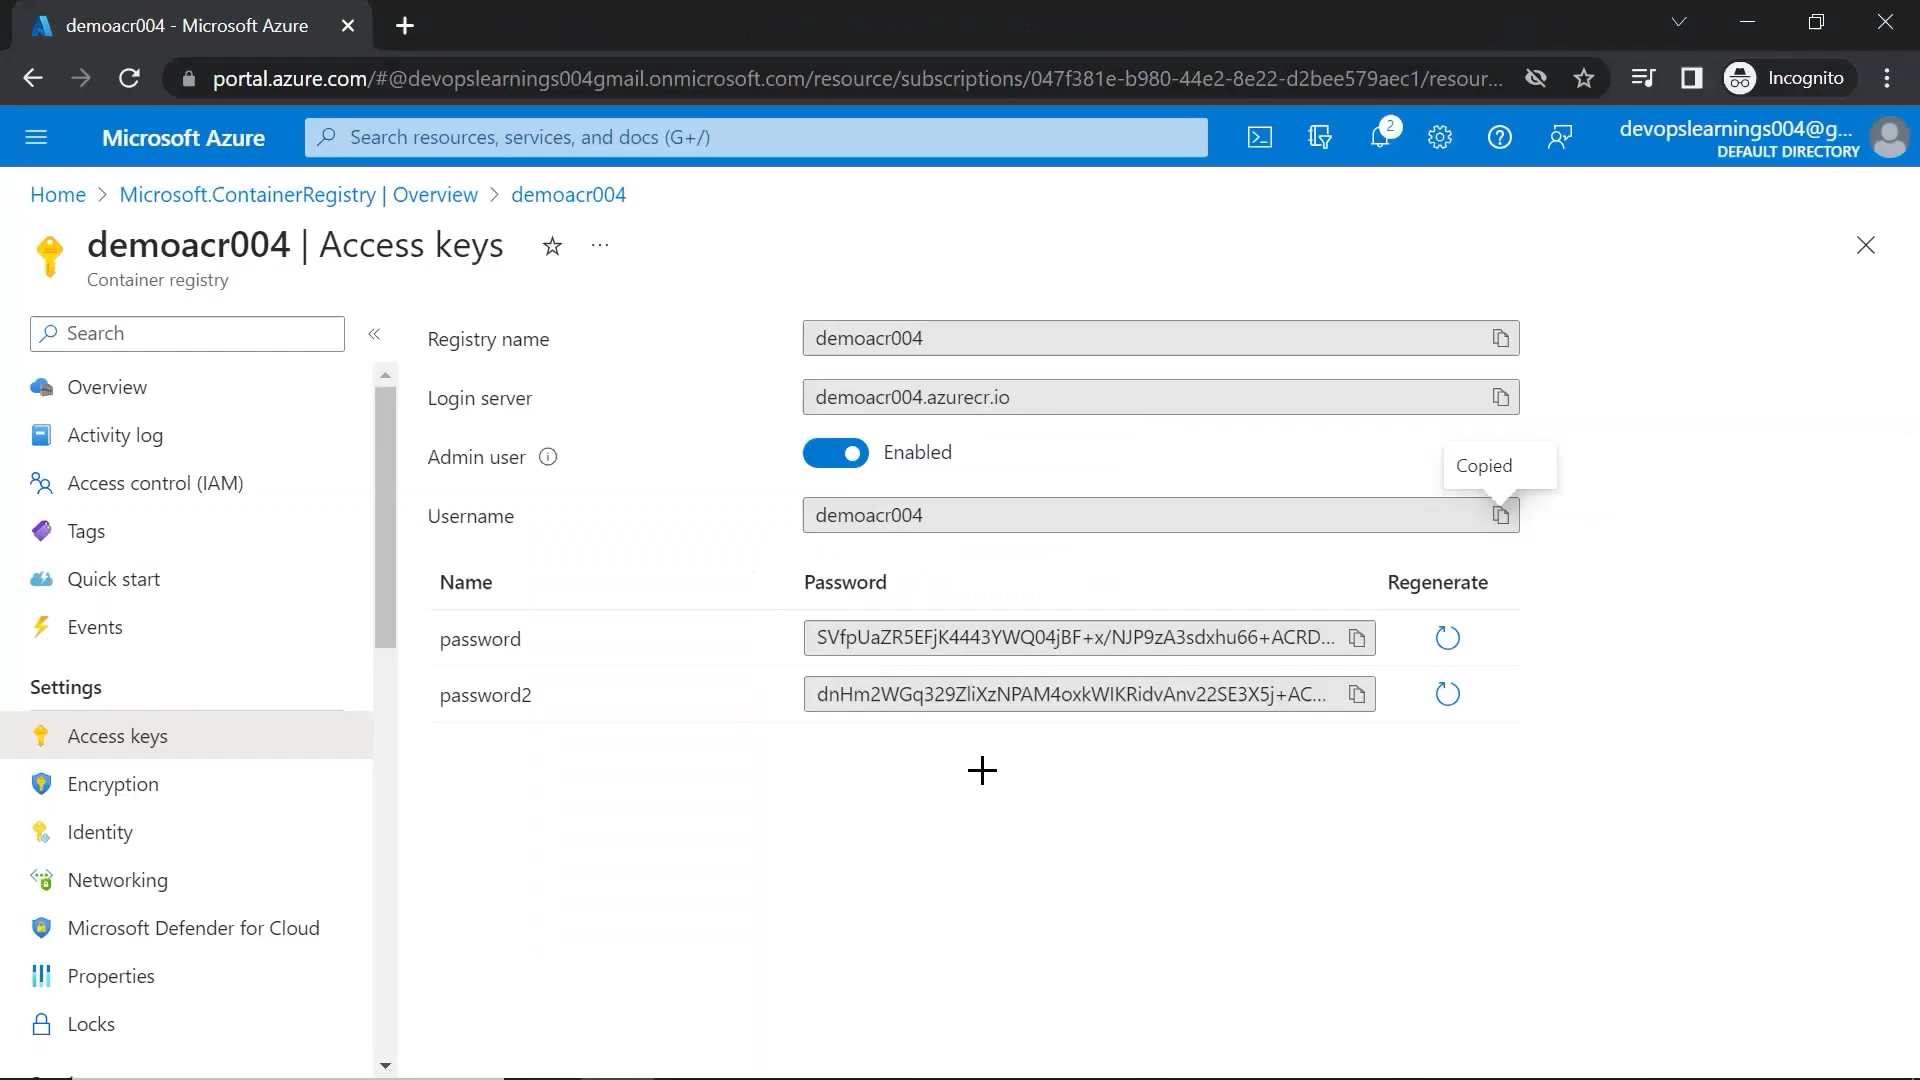 demoacr004 - Microsoft Azure
portal.azure.com/#@devopslearnings004gmail.onmicrosoft.com/resource/subscriptions/047f381e-b980-44e2-8e22-d2bee579aec1/resour...
Incognito
Microsoft Azure
Search resources, services, and docs (G+/)
2
devopslearnings004@g...
DEFAULT DIRECTORY
Home > Microsoft.ContainerRegistry | Overview > demoacr004
demoacr004 | Access keys
Container registry
Search
Overview
Activity log
Access control (IAM)
Tags
Quick start
Events
Settings
Access keys
Encryption
Identity
Networking
Microsoft Defender for Cloud
Properties
Locks
Registry name
demoacr004
Login server
demoacr004.azurecr.io
Admin user
Enabled
Copied
Username
demoacr004
Name Password Regenerate
password SVfpUaZR5EFjK4443YWQ04jBF+x/NJP9zA3sdxhu66+ACRD...
password2 dnHm2WGq329ZliXzNPAM4oxkWIKRidvAnv22SE3X5j+AC...